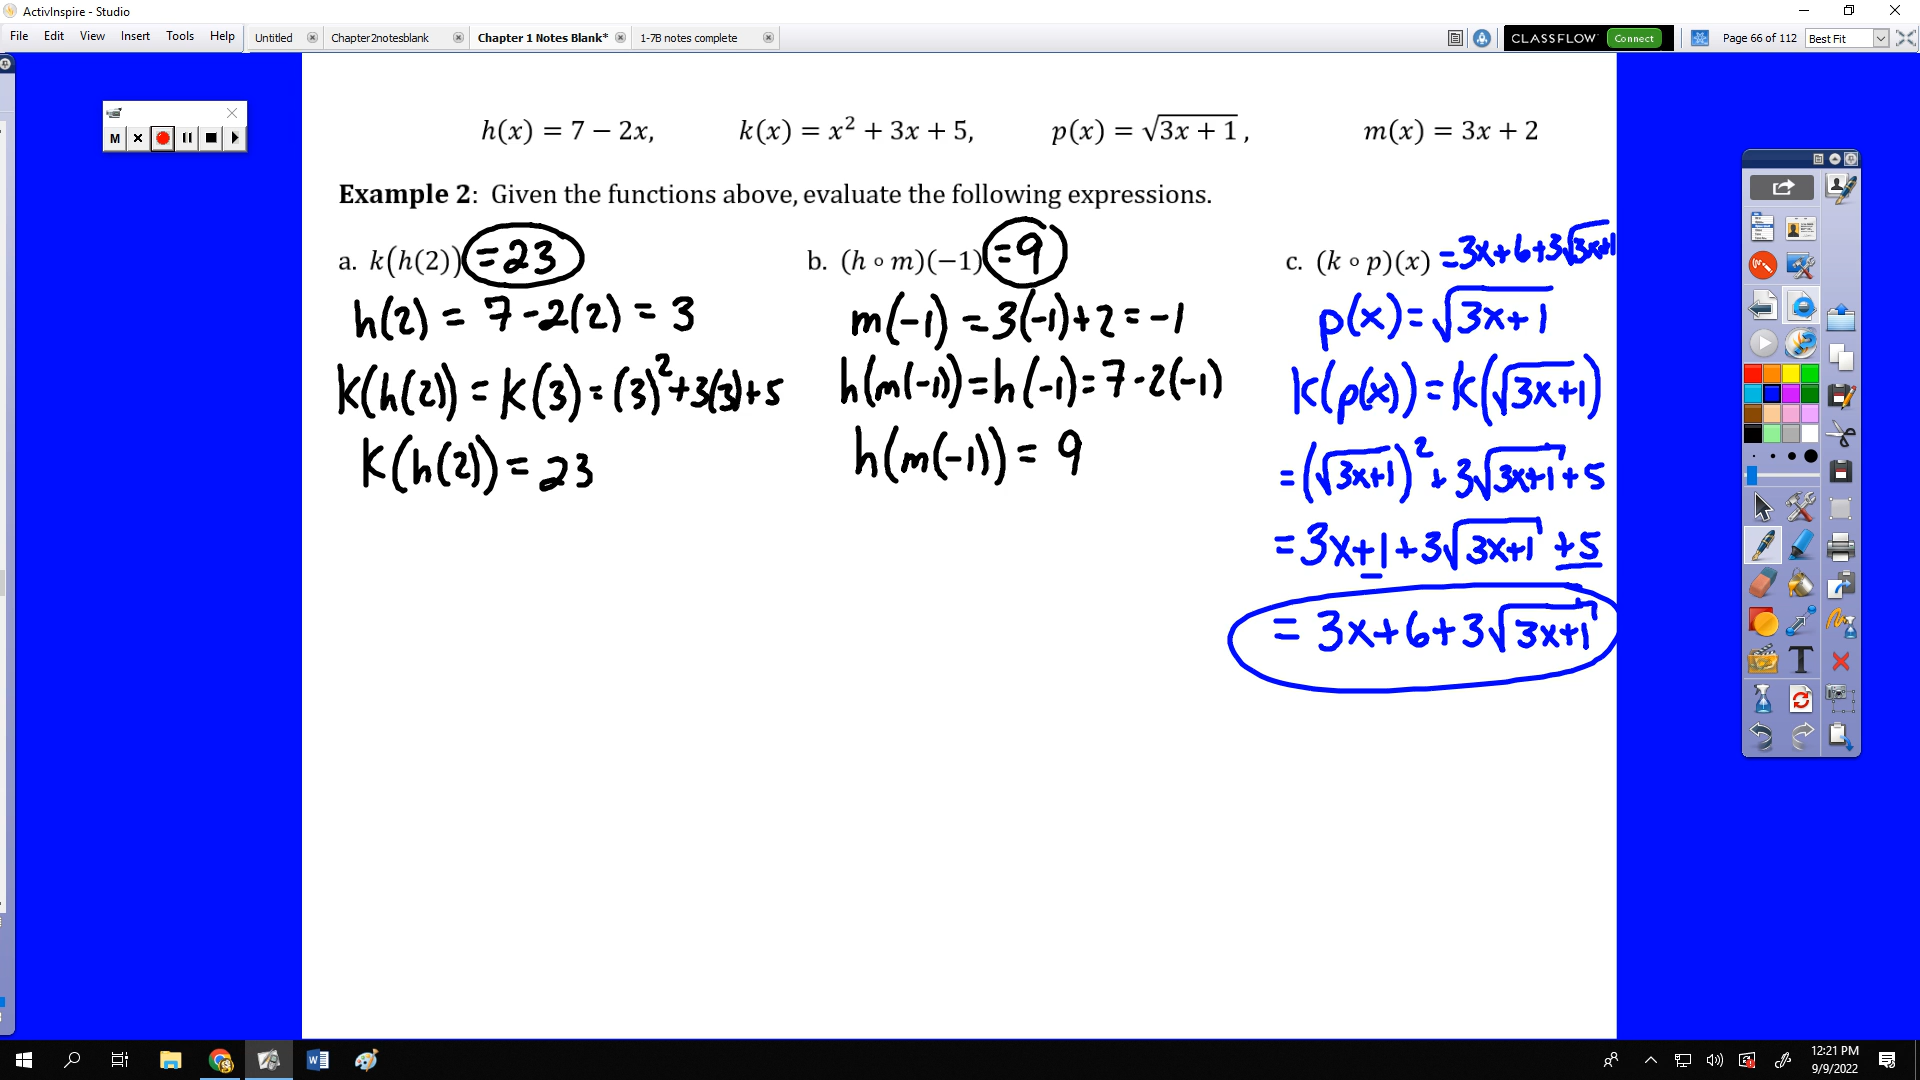 ActivInspire - Studio
File Edit View Insert Tools Help Untitled Chapter2notesblank Chapter 1 Notes Blank* 1-7B notes complete CLASSFLOW Connect Page 66 of 112 Best Fit
M
h(x) = 7 − 2x, k(x) = x² + 3x + 5, p(x) = √(3x + 1), m(x) = 3x + 2
Example 2: Given the functions above, evaluate the following expressions.
a. k(h(2)) = 23
h(2) = 7 - 2(2) = 3
k(h(2)) = k(3) = (3)² + 3(3) + 5
k(h(2)) = 23
b. (h ∘ m)(−1) = 9
m(-1) = 3(-1) + 2 = -1
h(m(-1)) = h(-1) = 7 - 2(-1)
h(m(-1)) = 9
c. (k ∘ p)(x) = 3x + 6 + 3√(3x+1)
p(x) = √(3x+1)
k(p(x)) = k(√(3x+1))
= (√(3x+1))² + 3√(3x+1) + 5
= 3x + 1 + 3√(3x+1) + 5
= 3x + 6 + 3√(3x+1)
T
12:21 PM
9/9/2022